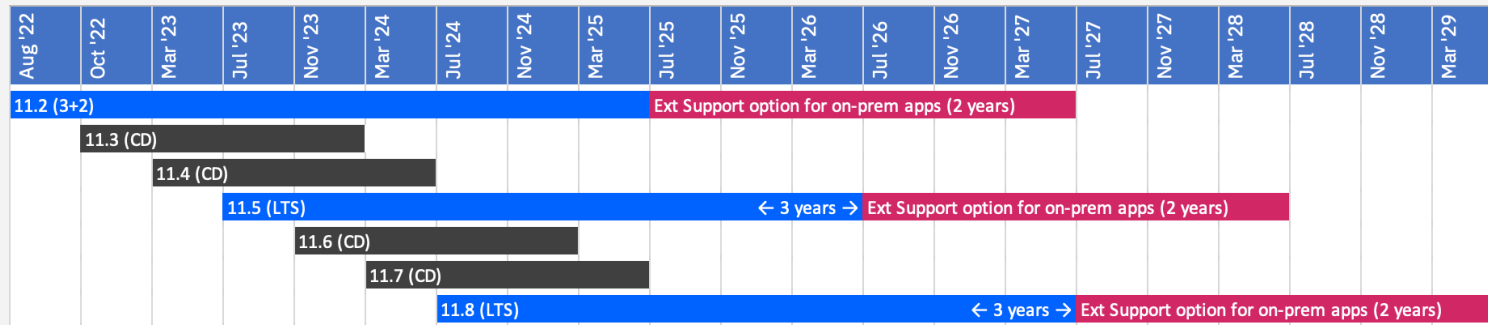 Aug '22
Oct '22
Mar '23
Jul '23
Nov '23
Mar '24
Jul '24
Nov '24
Mar '25
Jul '25
Nov '25
Mar '26
Jul '26
Nov '26
Mar '27
Jul '27
Nov '27
Mar '28
Jul '28
Nov '28
Mar '29
11.2 (3+2) Ext Support option for on-prem apps (2 years)
11.3 (CD)
11.4 (CD)
11.5 (LTS) ← 3 years → Ext Support option for on-prem apps (2 years)
11.6 (CD)
11.7 (CD)
11.8 (LTS) ← 3 years → Ext Support option for on-prem apps (2 years)